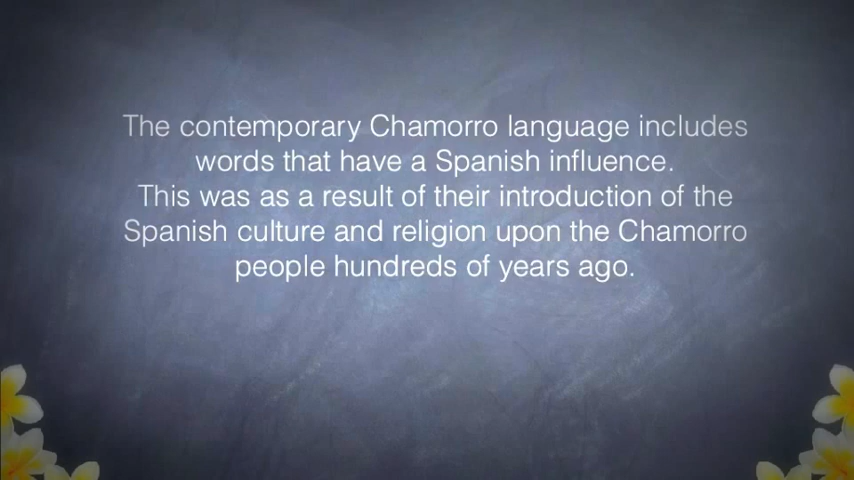 The contemporary Chamorro language includes
words that have a Spanish influence.
This was as a result of their introduction of the
Spanish culture and religion upon the Chamorro
people hundreds of years ago.